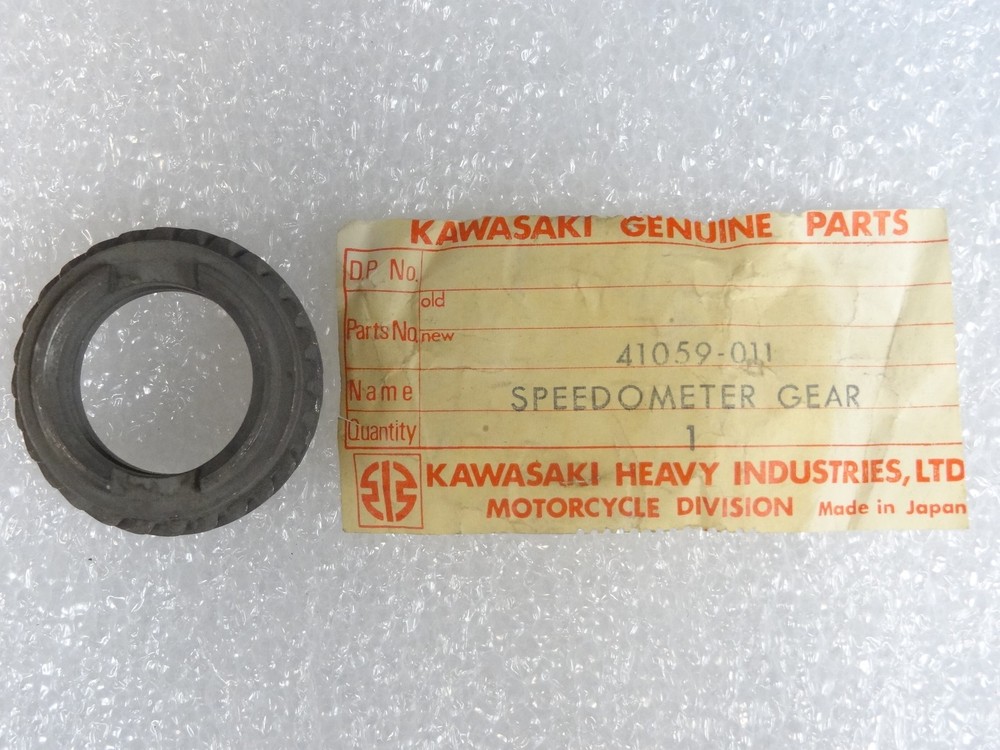 KAWASAKI GENUINE PARTS
D.P. No.
old
Parts No. new
41059-011
Name SPEEDOMETER GEAR
Quantity 1
KAWASAKI HEAVY INDUSTRIES, LTD
MOTORCYCLE DIVISION Made in Japan